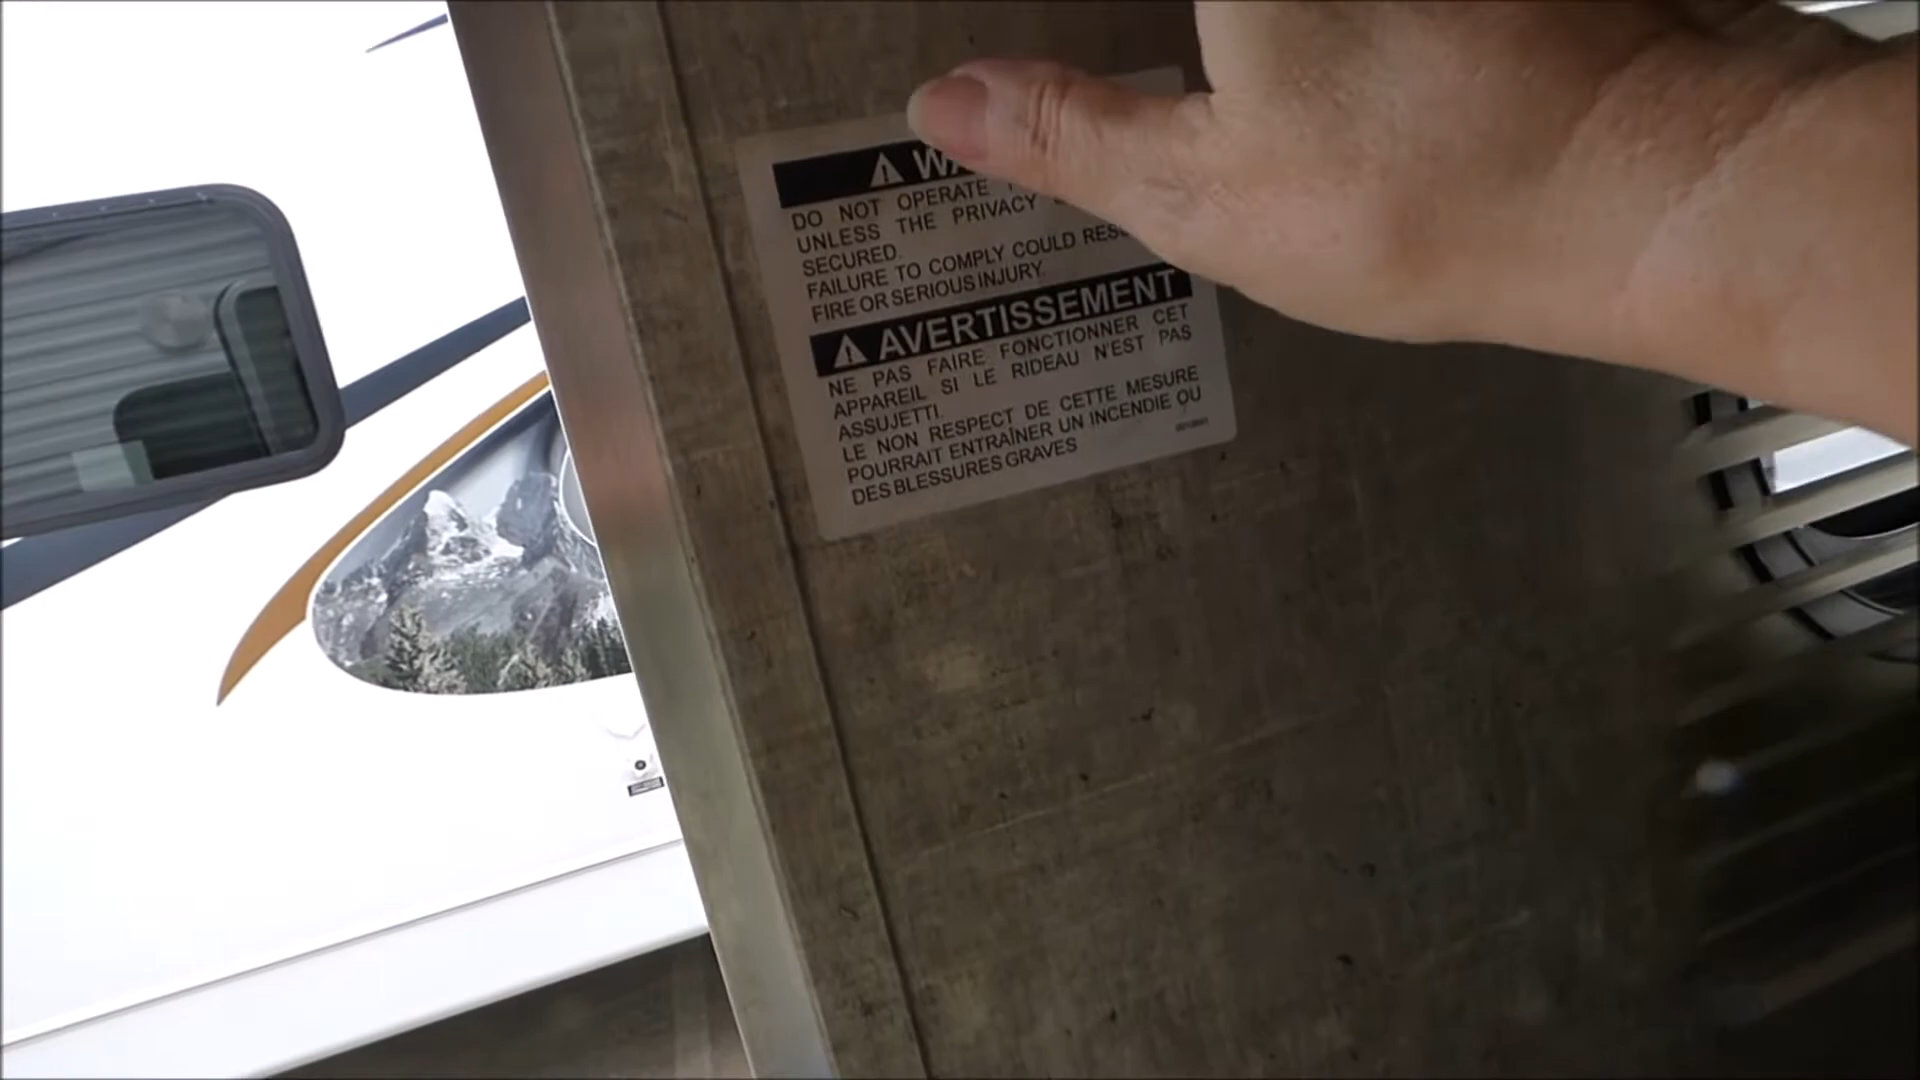 DO NOT OPERATE
UNLESS THE PRIVACY
SECURED.
FAILURE TO COMPLY COULD
FIRE OR SERIOUS INJURY.
AVERTISSEMENT
NE PAS FAIRE FONCTIONNER CET
APPAREIL SI LE RIDEAU N'EST PAS
ASSUJETTI.
LE NON RESPECT DE CETTE MESURE
POURRAIT ENTRAÎNER UN INCENDIE OU
DES BLESSURES GRAVES